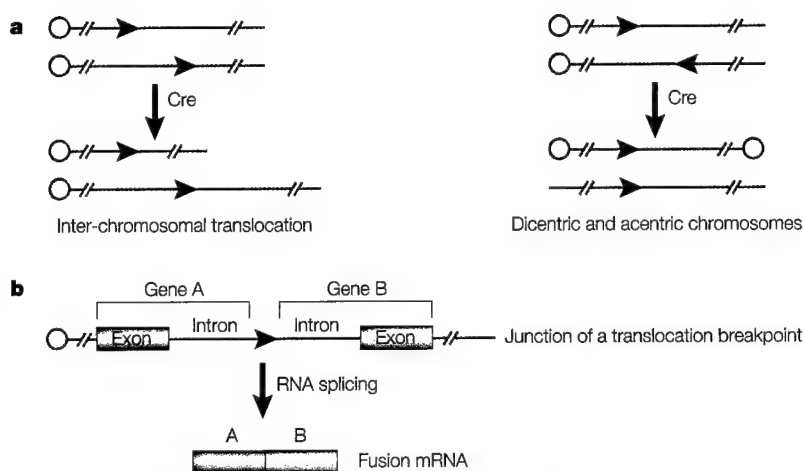 a
Cre
Cre
Inter-chromosomal translocation
Dicentric and acentric chromosomes
b
Gene A
Gene B
Exon
Intron
Intron
Exon
Junction of a translocation breakpoint
RNA splicing
A
B
Fusion mRNA